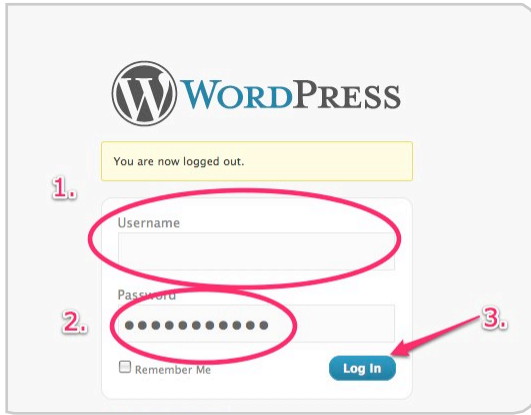 WORDPRESS
You are now logged out.
1.
Username
Password
2.
3.
Remember Me
Log In